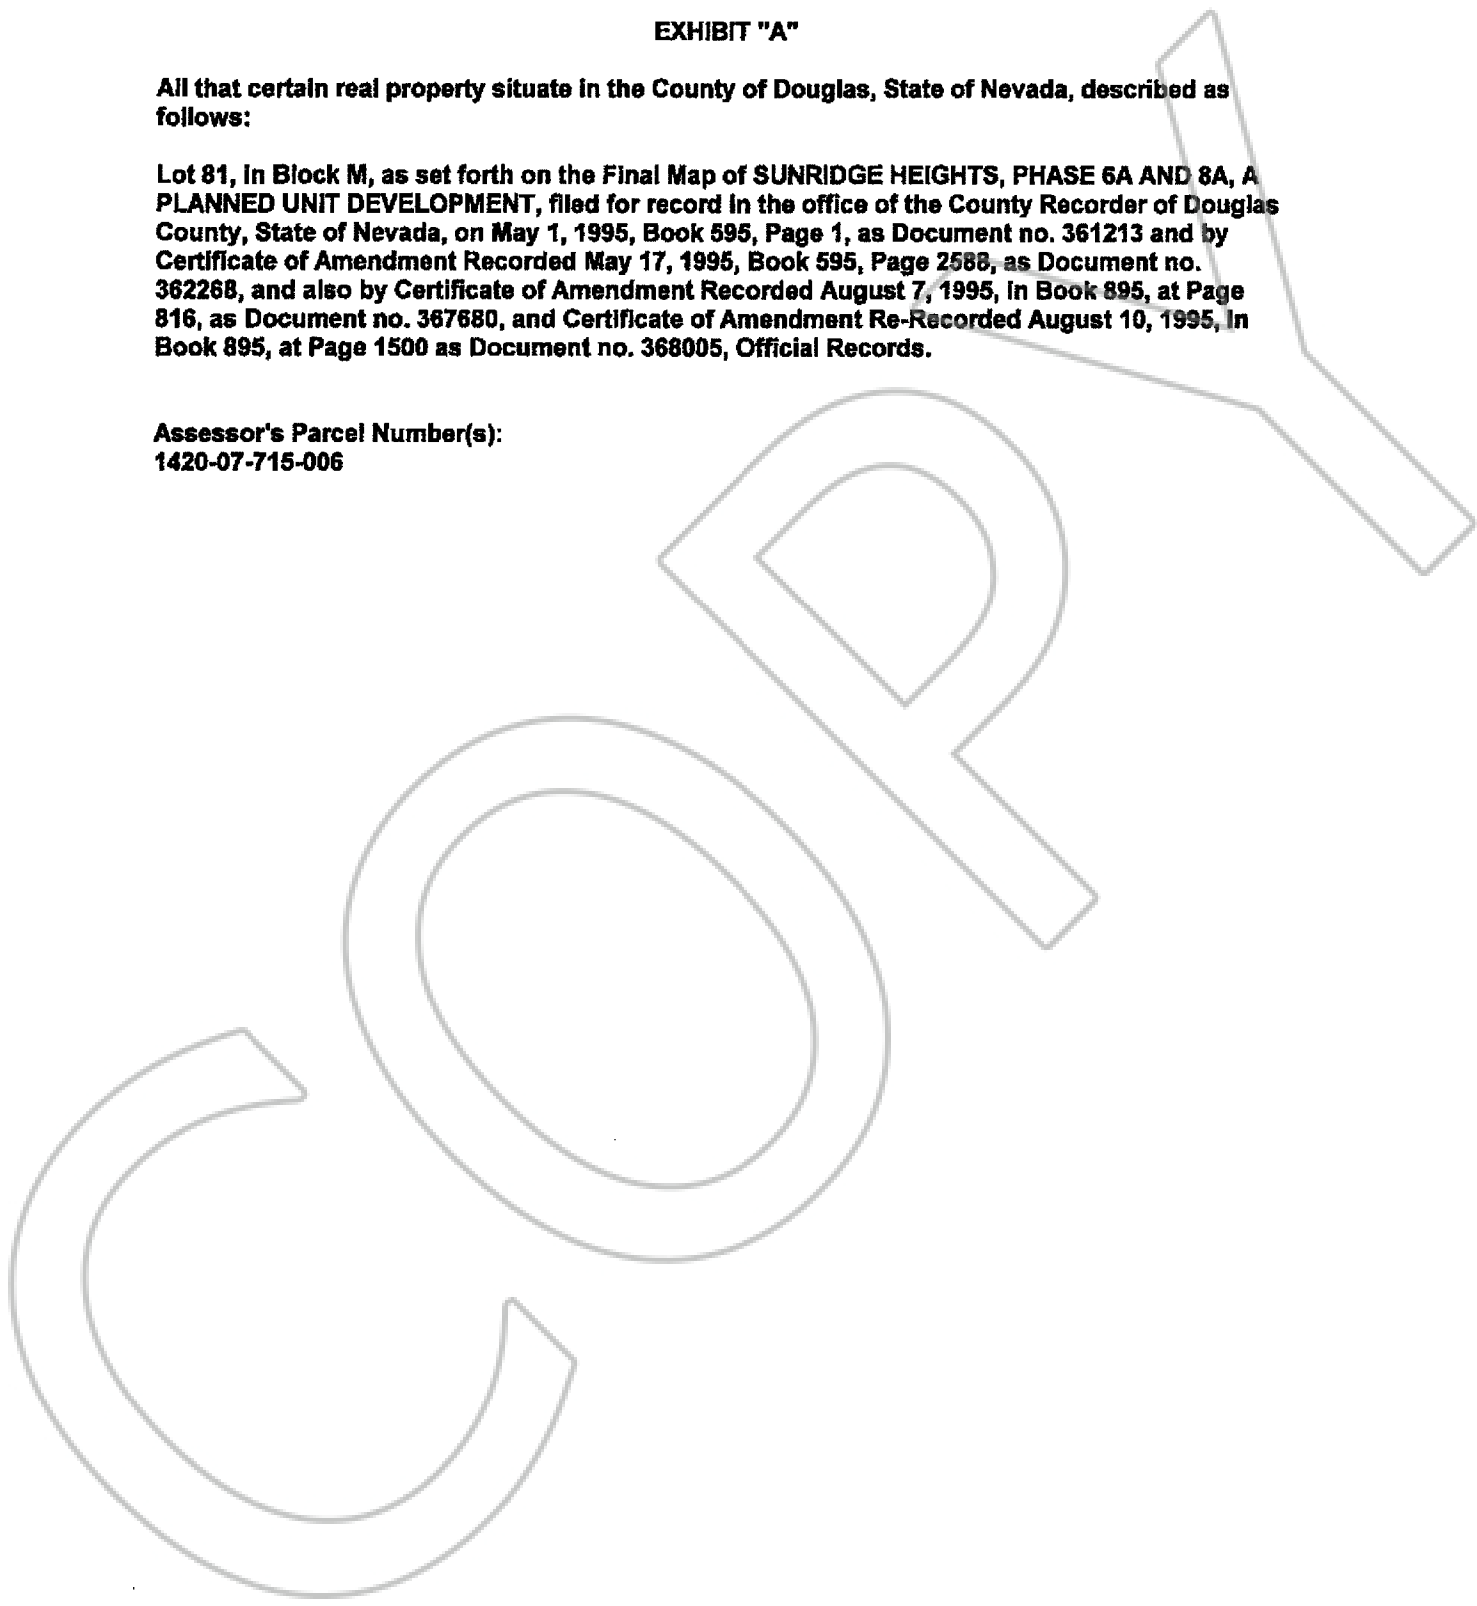 EXHIBIT "A"
All that certain real property situate in the County of Douglas, State of Nevada, described as
follows:
Lot 81, in Block M, as set forth on the Final Map of SUNRIDGE HEIGHTS, PHASE 6A AND 8A, A
PLANNED UNIT DEVELOPMENT, filed for record in the office of the County Recorder of Douglas
County, State of Nevada, on May 1, 1995, Book 595, Page 1, as Document no. 361213 and by
Certificate of Amendment Recorded May 17, 1995, Book 595, Page 2588, as Document no.
362268, and also by Certificate of Amendment Recorded August 7, 1995, in Book 895, at Page
816, as Document no. 367680, and Certificate of Amendment Re-Recorded August 10, 1995, in
Book 895, at Page 1500 as Document no. 368005, Official Records.
Assessor's Parcel Number(s):
1420-07-715-006
COPY